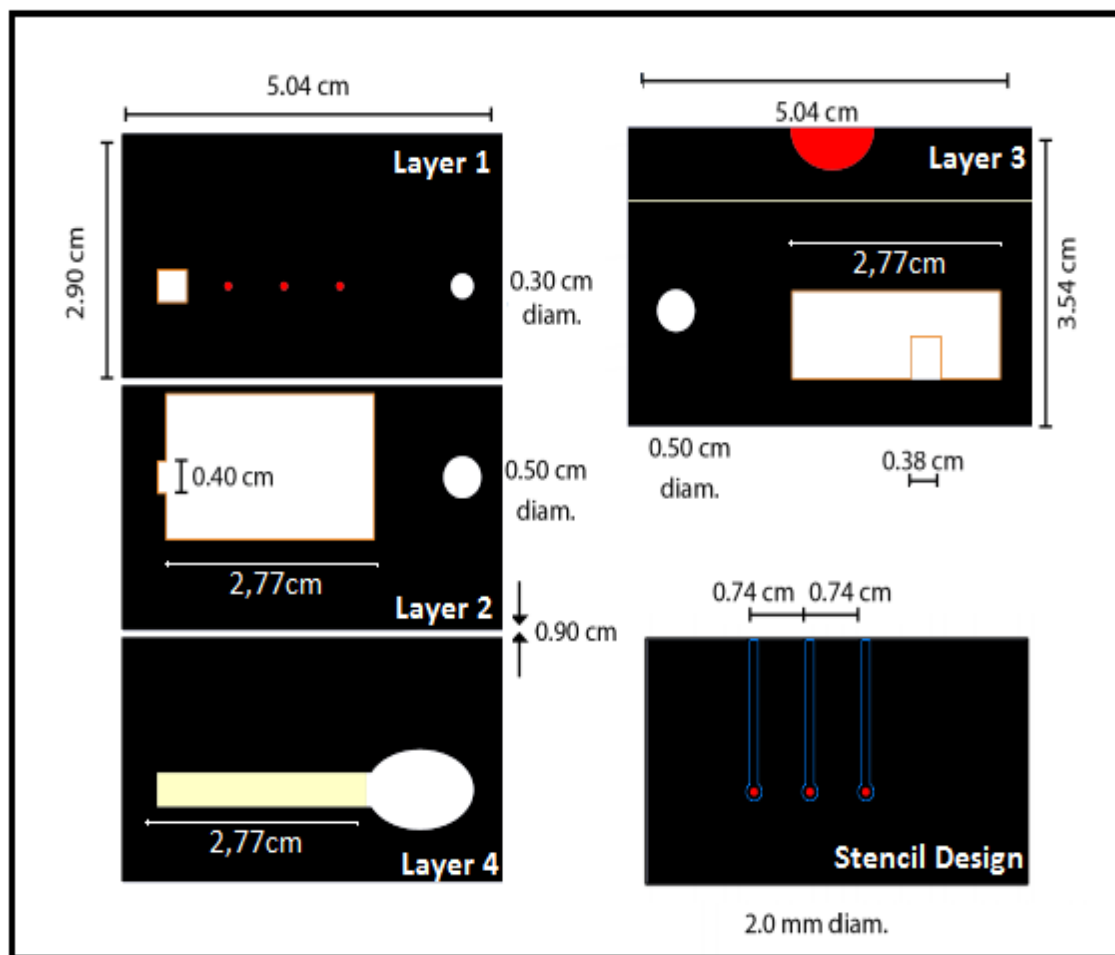 5.04 cm
Layer 1
2.90 cm
0.30 cm
diam.
0.40 cm
0.50 cm
diam.
2,77cm
Layer 2
0.90 cm
2,77cm
Layer 4
5.04 cm
Layer 3
2,77cm
3.54 cm
0.50 cm
diam.
0.38 cm
0.74 cm 0.74 cm
Stencil Design
2.0 mm diam.